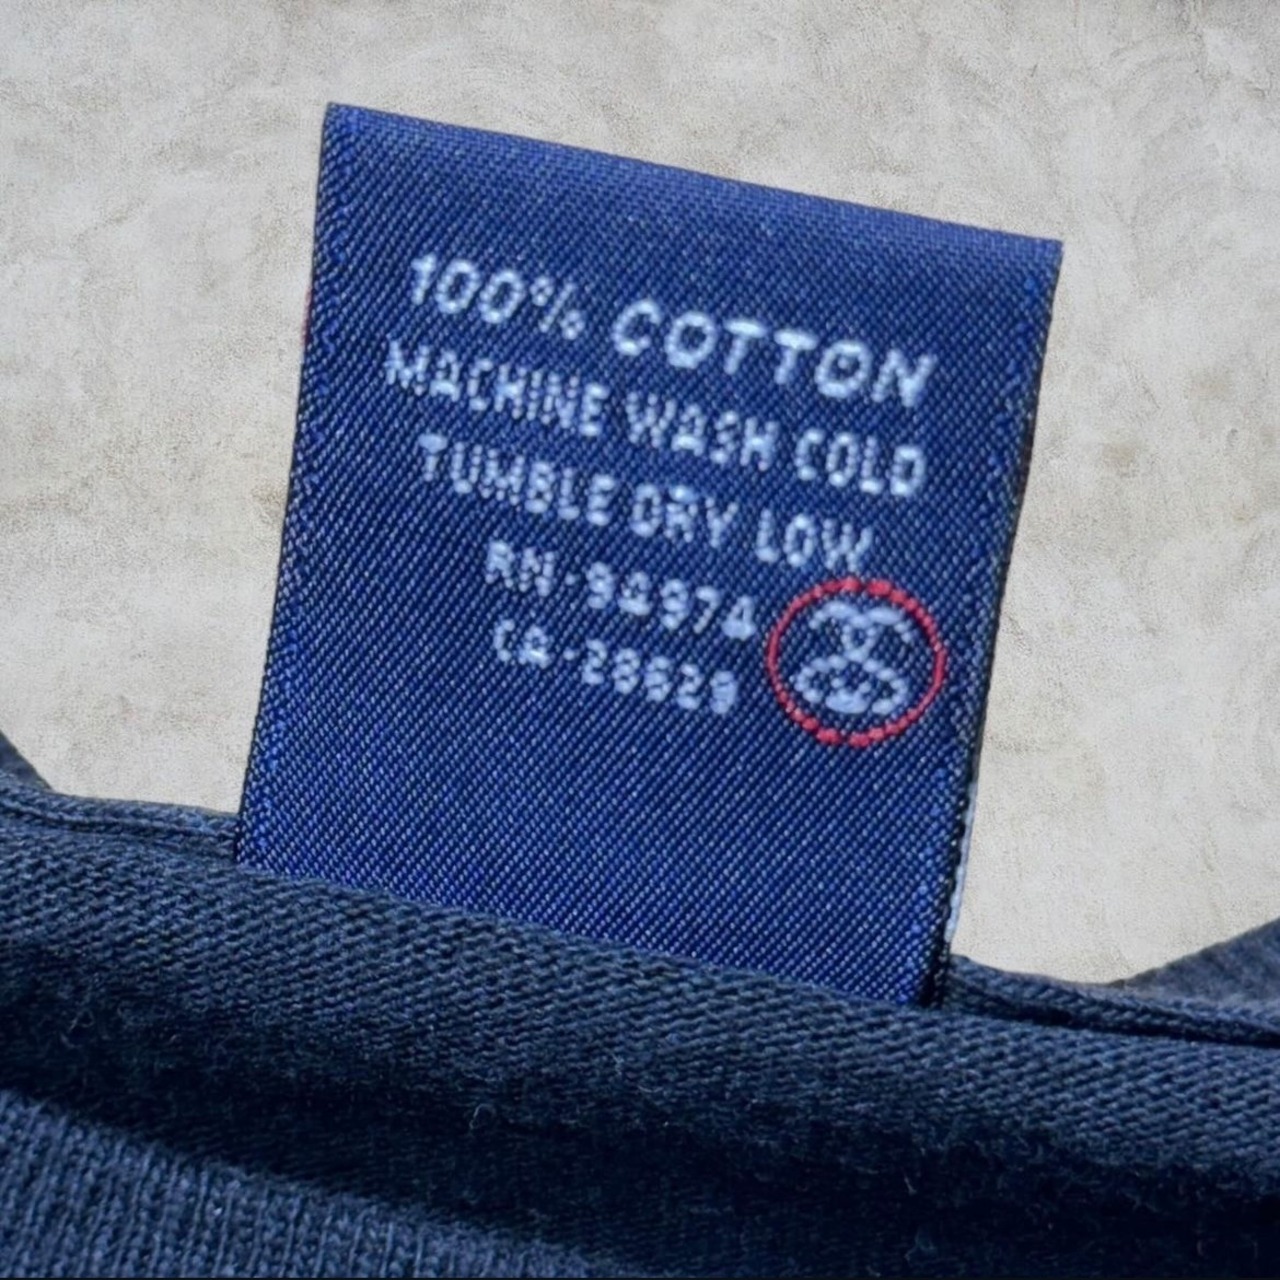 100% COTTON
MACHINE WASH COLD
TUMBLE DRY LOW
RN-94974
CA-28629